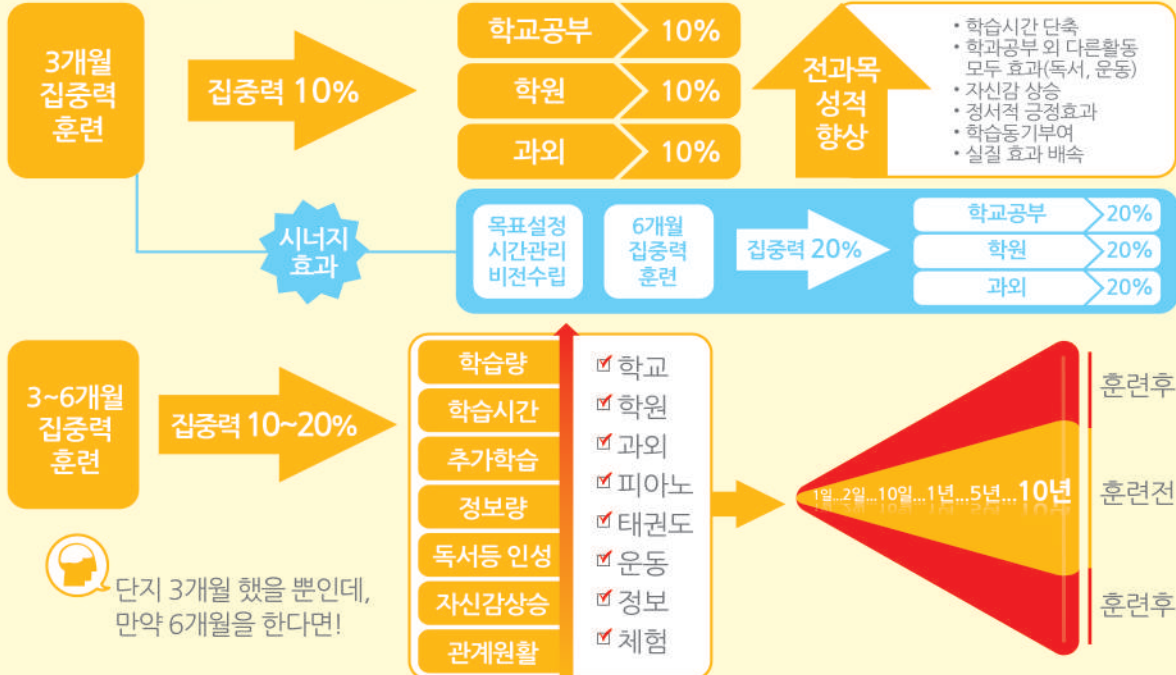 3개월
집중력
훈련
집중력 10%
학교공부 10%
학원 10%
과외 10%
전과목
성적
향상
• 학습시간 단축
• 학과공부 외 다른활동
모두 효과(독서, 운동)
• 자신감 상승
• 정서적 긍정효과
• 학습동기부여
• 실질 효과 배속
시너지
효과
목표설정
시간관리
비전수립
6개월
집중력
훈련
집중력 20%
학교공부 20%
학원 20%
과외 20%
3~6개월
집중력
훈련
집중력 10~20%
학습량
학습시간
추가학습
정보량
독서등 인성
자신감상승
관계원활
학교
학원
과외
피아노
태권도
운동
정보
체험
1일...2일...10일...1년...5년...10년
훈련후
훈련전
훈련후
단지 3개월 했을 뿐인데,
만약 6개월을 한다면!